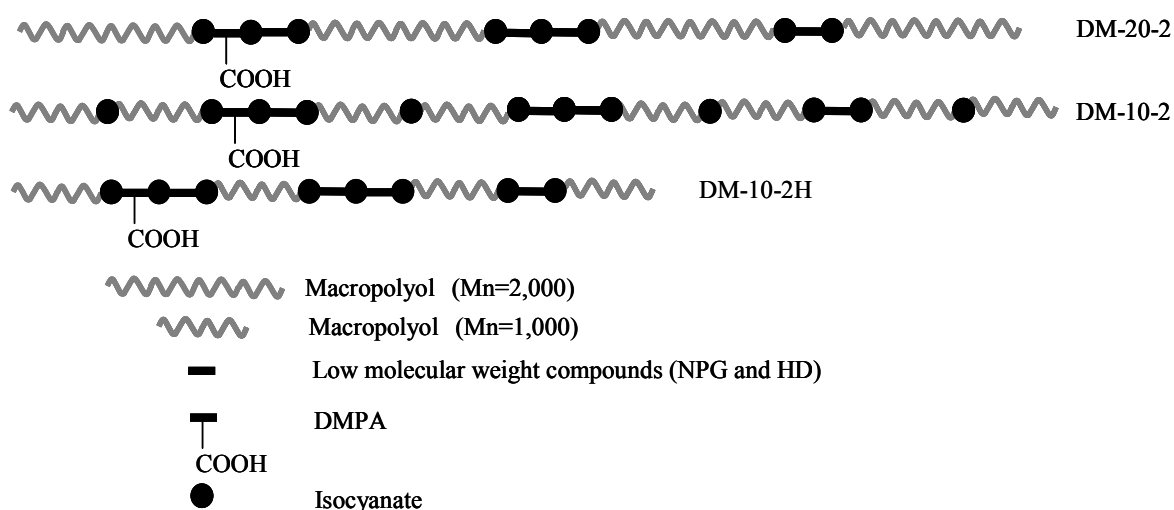 DM-20-2
COOH
DM-10-2
COOH
DM-10-2H
COOH
Macropolyol (Mn=2,000)
Macropolyol (Mn=1,000)
Low molecular weight compounds (NPG and HD)
DMPA
COOH
Isocyanate